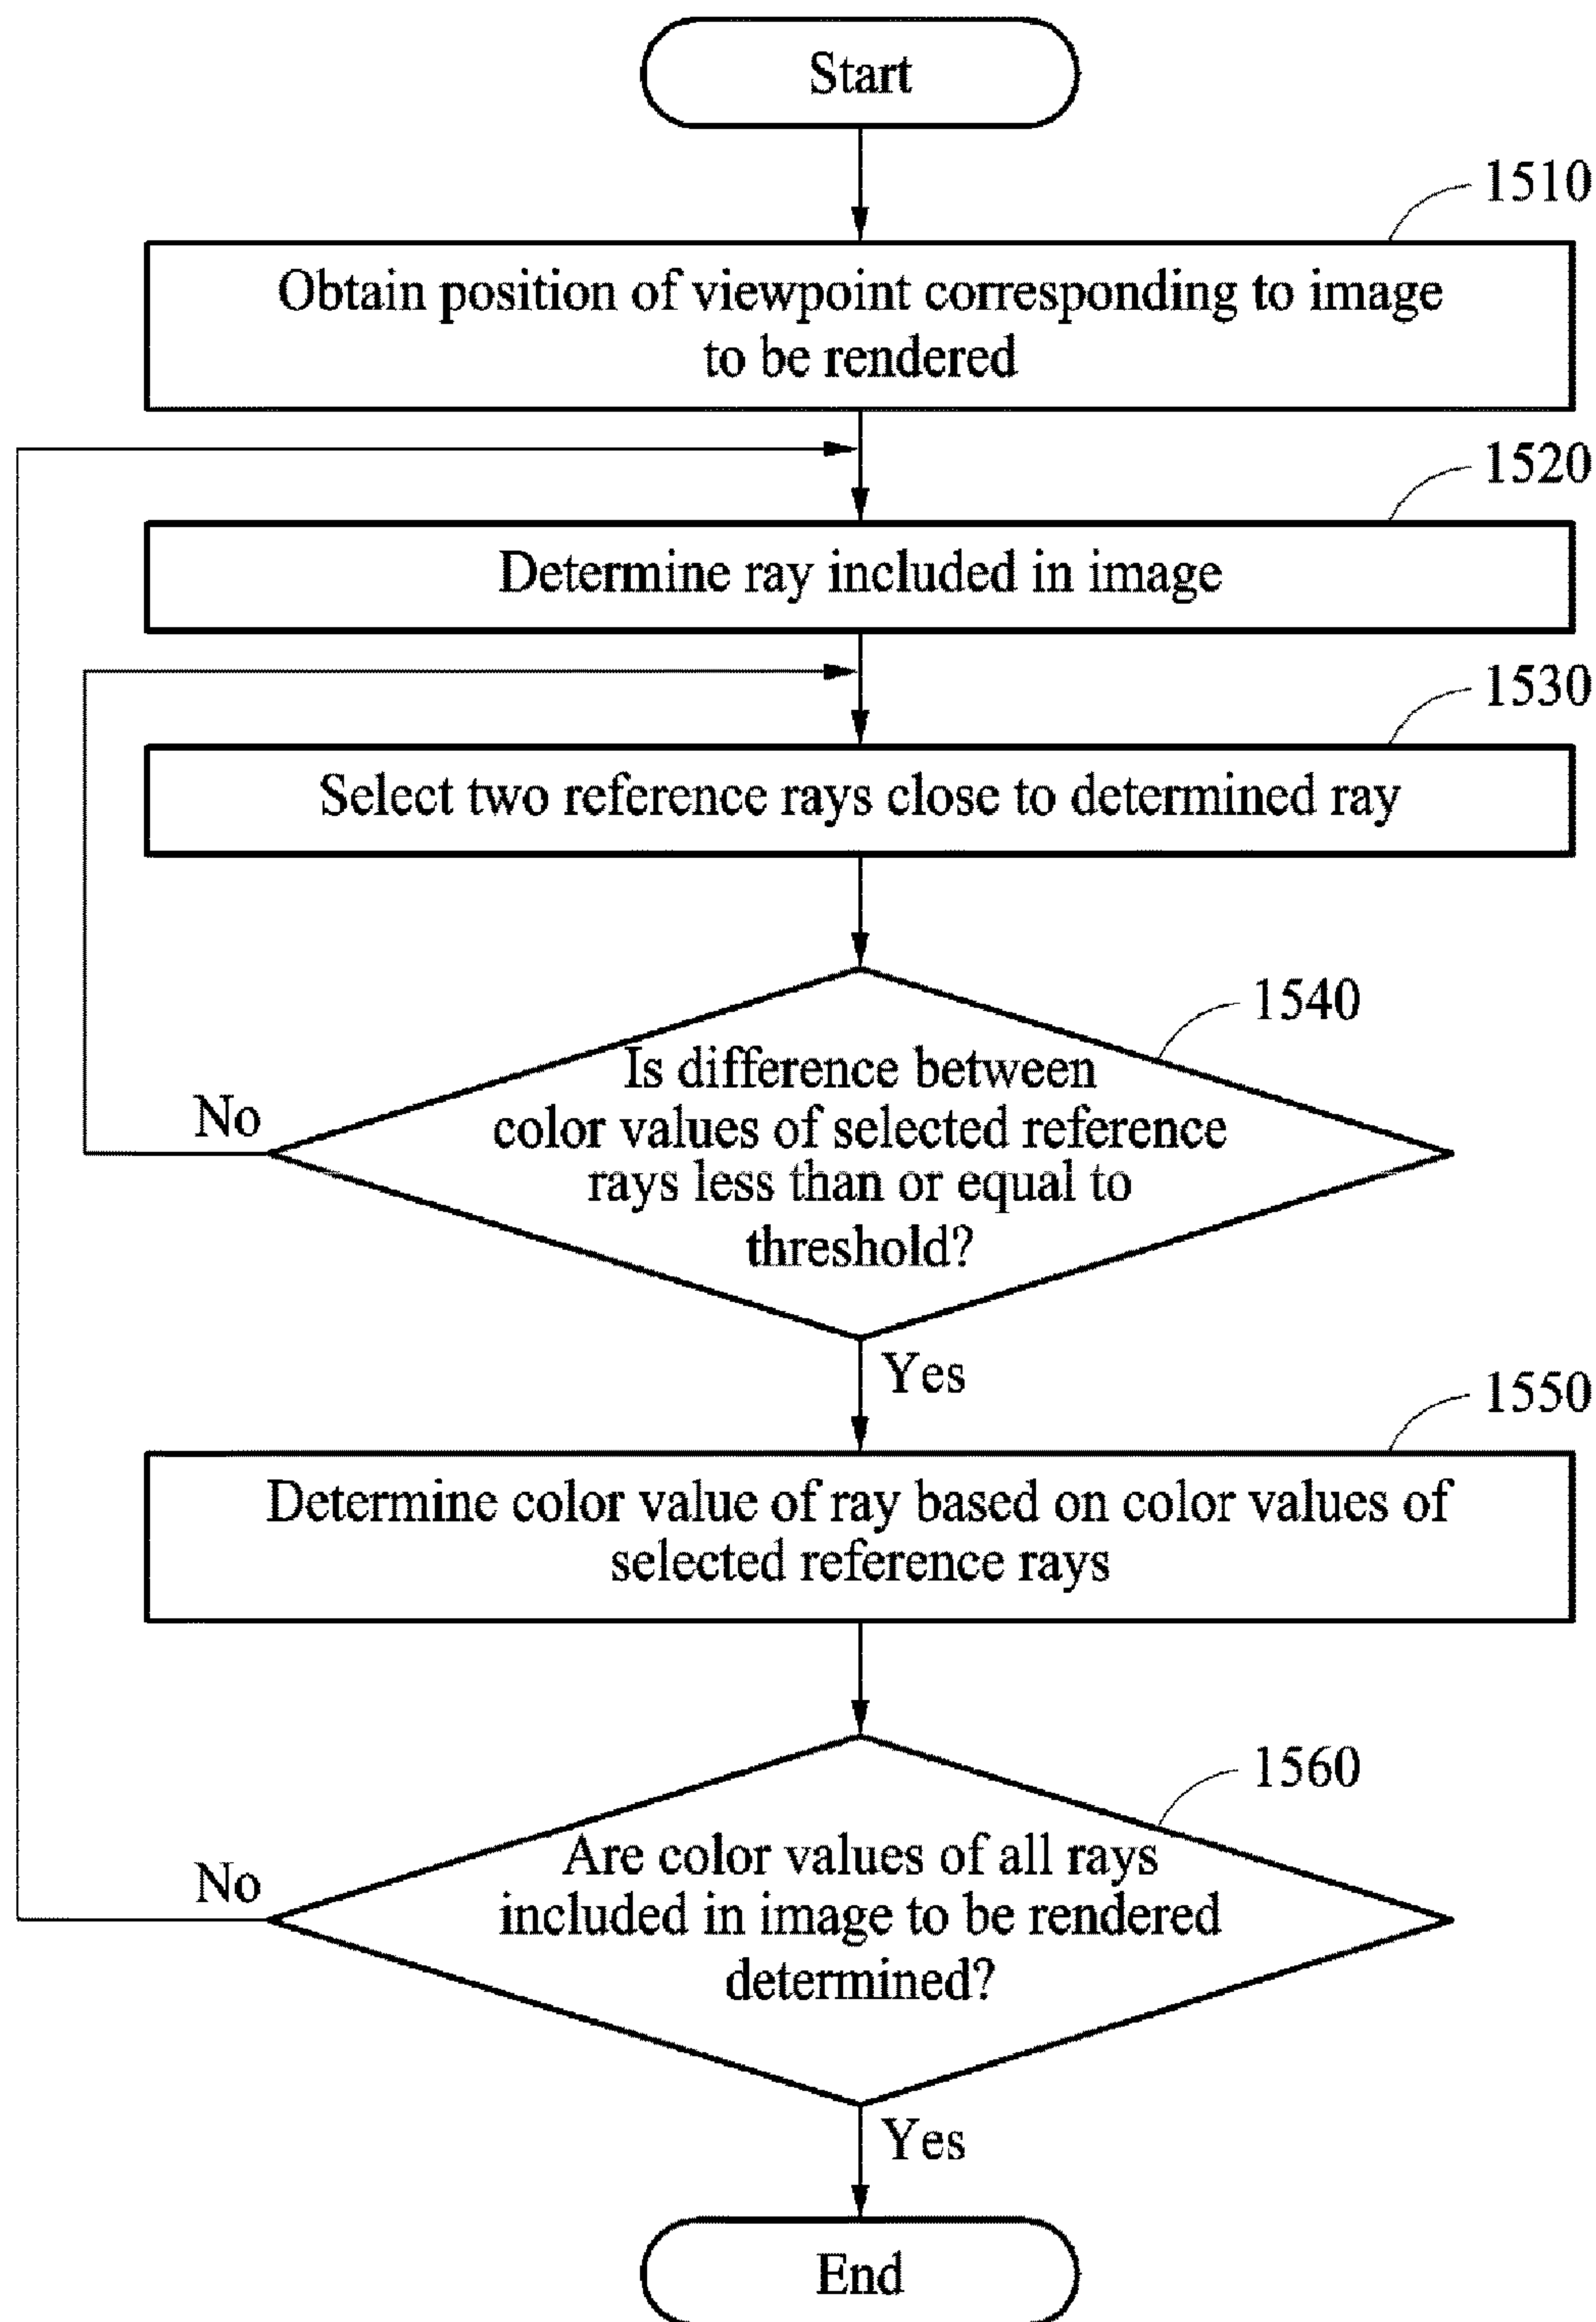 Start
1510
Obtain position of viewpoint corresponding to image
to be rendered
1520
Determine ray included in image
1530
Select two reference rays close to determined ray
1540
Is difference between
color values of selected reference
rays less than or equal to
threshold?
No
Yes
1550
Determine color value of ray based on color values of
selected reference rays
1560
Are color values of all rays
included in image to be rendered
determined?
No
Yes
End